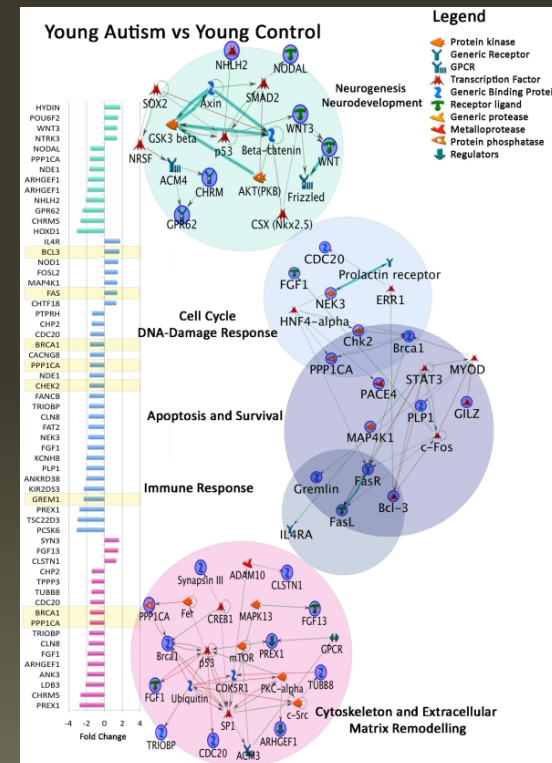 Young Autism vs Young Control
Legend
Protein kinase
Generic Receptor
GPCR
Transcription Factor
Generic Binding Protei
Receptor ligand
Generic protease
Metalloprotease
Protein phosphatase
Regulators
Neurogenesis
Neurodevelopment
NHLH2
NODAL
SOX2
Axin
SMAD2
GSK3 beta
p53
Beta-catenin
WNT3
WNT
NRSF
ACM4
CHRM
AKT(PKB)
Frizzled
GPR62
CSX (Nkx2.5)
HYDIN
POU6F2
WNT3
NTRK3
NODAL
PPP1CA
NDE1
ARHGEF1
ARHGEF1
NHLH2
GPR62
CHRM5
HOXD1
IL4R
BCL3
NOD1
FOSL2
MAP4K1
FAS
CHTF18
PTPRH
CHP2
CDC20
BRCA1
CACNG8
PPP1CA
NDE1
CHEK2
FANCB
TRIOBP
CLN8
FAT2
NEK3
FGF1
KCNH8
PLP1
ANKRD38
KIR2DS3
GREM1
PREX1
TSC22D3
PCSK6
SYN3
FGF13
CLSTN1
CHP2
TPPP3
TUBB8
CDC20
BRCA1
PPP1CA
TRIOBP
CLN8
FGF1
ARHGEF1
ANK3
LDB3
CHRM5
PREX1
-4 -2 0 2 4
Fold Change
Cell Cycle
DNA-Damage Response
CDC20
Prolactin receptor
FGF1
NEK3
ERR1
HNF4-alpha
Chk2
Brca1
PPP1CA
MYOD
STAT3
PACE4
Apoptosis and Survival
PLP1
GILZ
MAP4K1
c-Fos
Immune Response
FasR
Gremlin
Bcl-3
FasL
IL4RA
Synapsin III
ADAM10
CLSTN1
PPP1CA
Fer
CREB1
MAPK13
FGF13
Brca1
p53
mTOR
PREX1
GPCR
FGF1
Ubiquitin
CDK5R1
PKC-alpha
TUBB8
c-Src
SP1
TRIOBP
CDC20
ACM3
ARHGEF1
Cytoskeleton and Extracellular
Matrix Remodelling